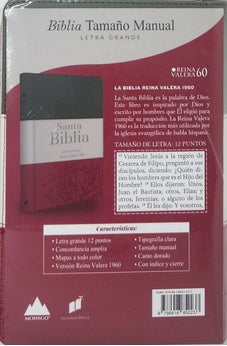 Biblia Tamaño Manual
LETRA GRANDE
REINA
VALERA 60
LA BIBLIA REINA VALERA 1960
La Santa Biblia es la palabra de Dios.
Este libro es inspirado por Dios y
escrito por hombres que Él eligió para
cumplir su propósito. La Reina Valera
1960 es la traducción más utilizada por la
iglesia evangélica de habla hispana.
TAMAÑO DE LETRA: 12 PUNTOS
Viniendo Jesús a la región de
Cesarea de Filipo, preguntó a sus
discípulos, diciendo: ¿Quién di-
cen los hombres que es el Hijo del
Hombre? Ellos dijeron: Unos,
Juan el Bautista; otros, Elías; y
otros, Jeremías, o alguno de los
profetas. Él les dijo: Y vosotros,
Santa
Biblia
Reina Valera 1960
Características:
• Letra grande 12 puntos
• Concordancia amplia
• Mapas a todo color
• Versión Reina Valera 1960
• Tipografía clara
• Tamaño manual
• Canto dorado
• Con índice y cierre